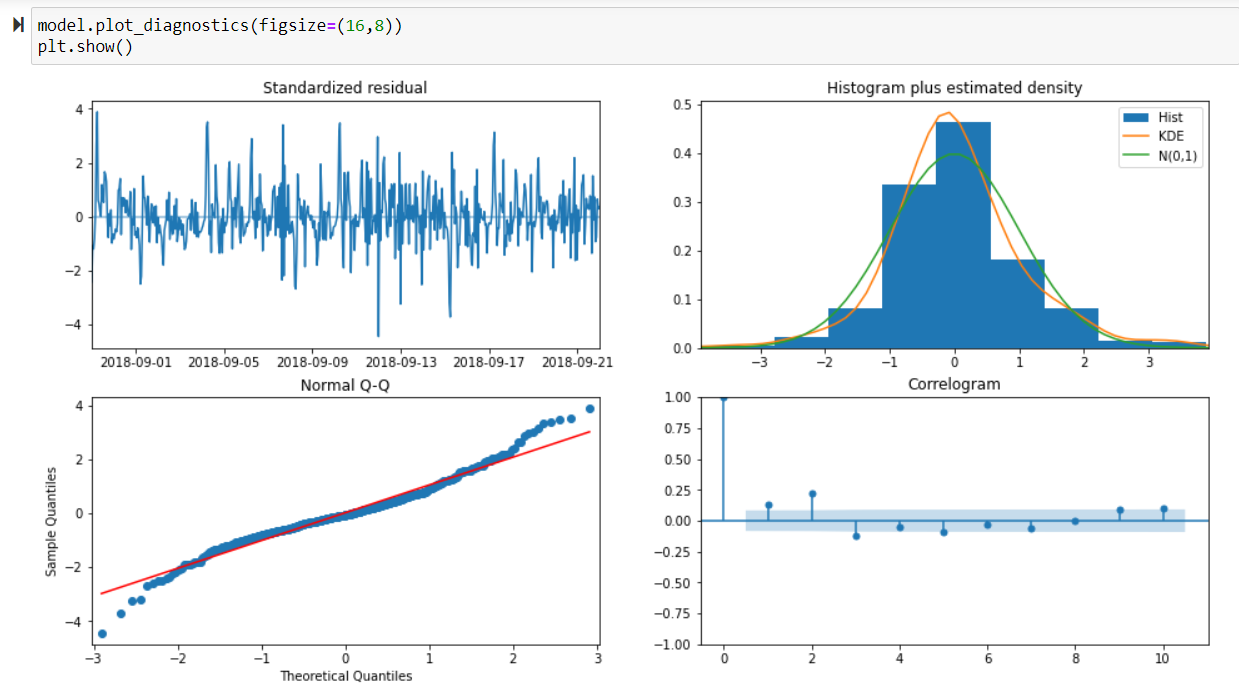 model.plot_diagnostics(figsize=(16,8))
plt.show()
Standardized residual
4
2
0
−2
−4
2018-09-01 2018-09-05 2018-09-09 2018-09-13 2018-09-17 2018-09-21
Histogram plus estimated density
0.5
0.4
0.3
0.2
0.1
0.0
Hist
KDE
N(0,1)
−3 −2 −1 0 1 2 3
Normal Q-Q
Sample Quantiles
4
2
0
−2
−4
−3 −2 −1 0 1 2 3
Theoretical Quantiles
Correlogram
1.00
0.75
0.50
0.25
0.00
−0.25
−0.50
−0.75
−1.00
0 2 4 6 8 10